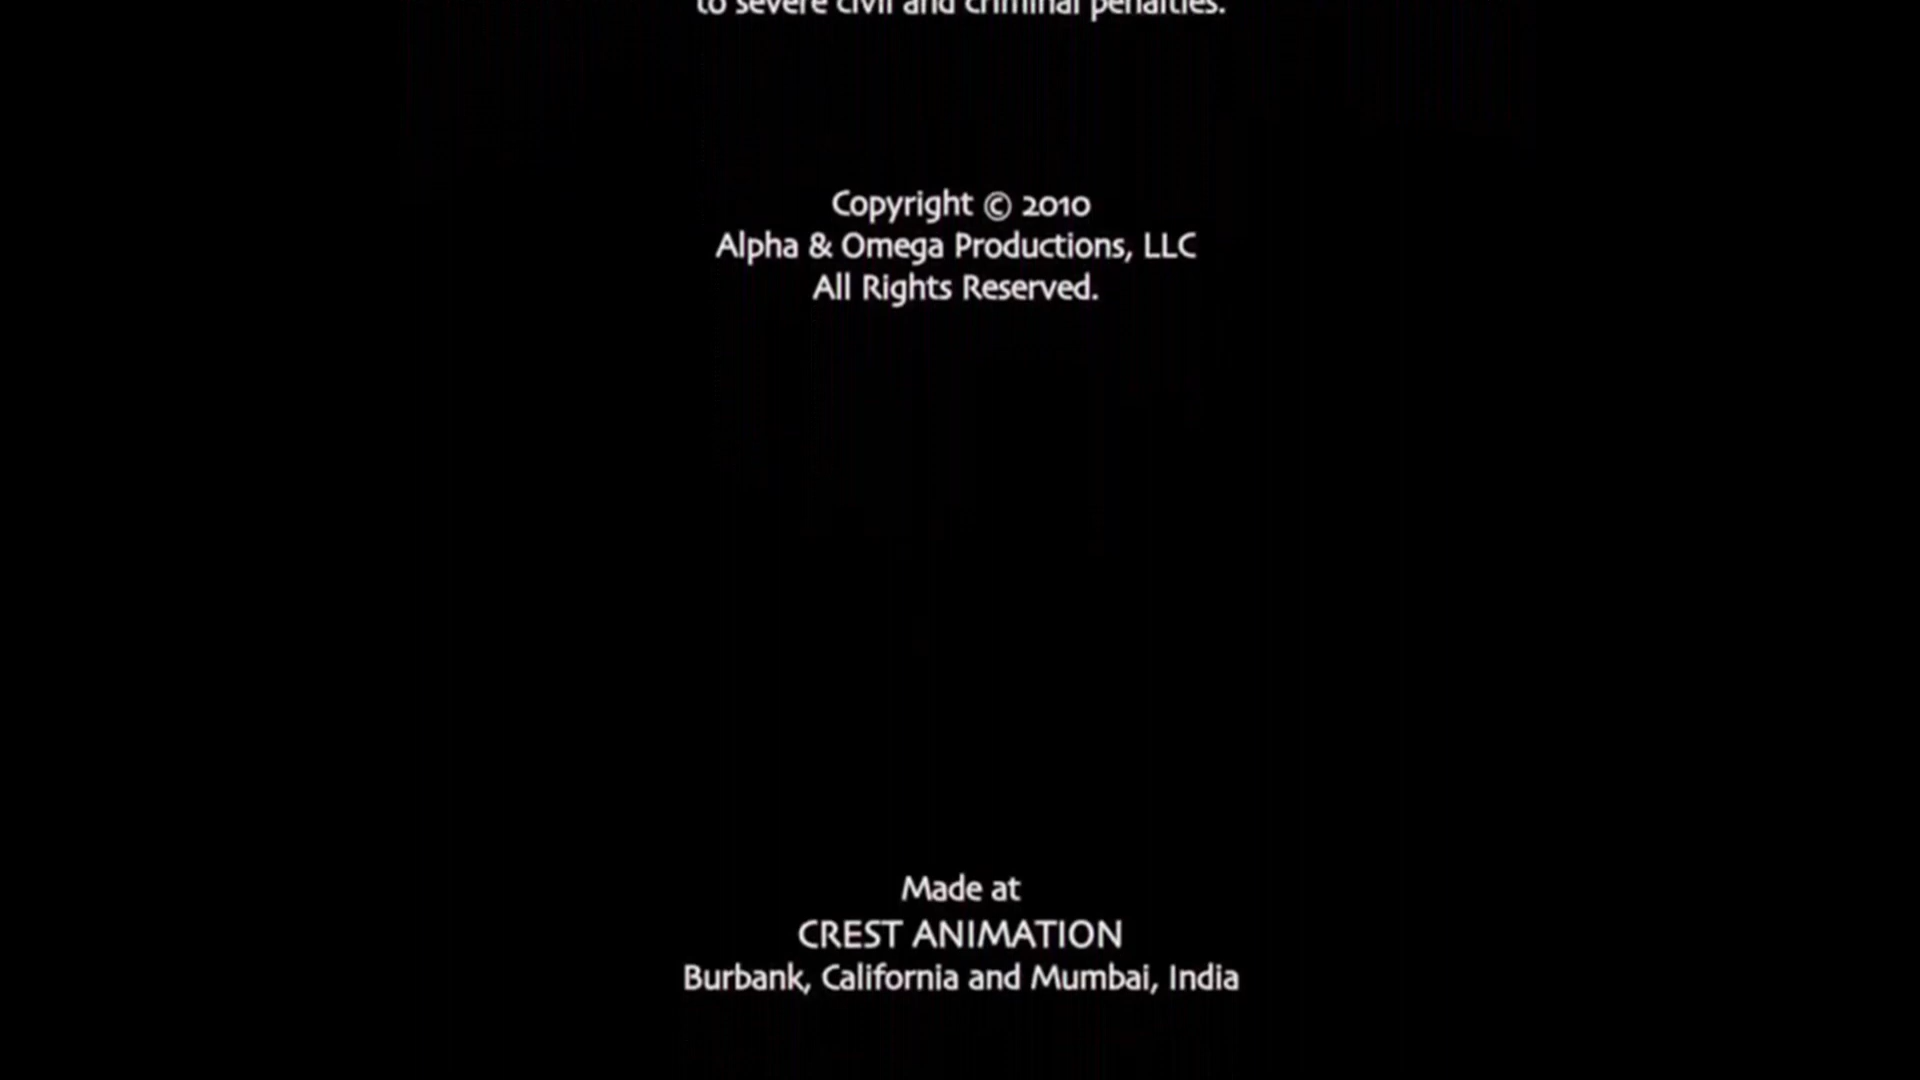 to severe civil and criminal penalties.
Copyright © 2010
Alpha & Omega Productions, LLC
All Rights Reserved.
Made at
CREST ANIMATION
Burbank, California and Mumbai, India